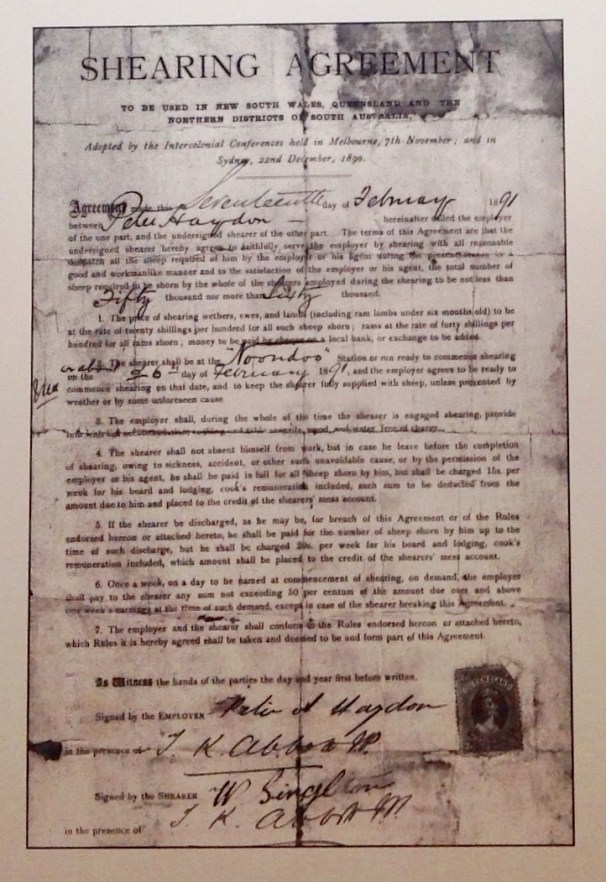 SHEARING AGREEMENT
TO BE USED IN NEW SOUTH WALES, QUEENSLAND AND THE
NORTHERN DISTRICTS OF SOUTH AUSTRALIA,
Adopted by the Intercolonial Conferences held in Melbourne, 7th November; and in
Sydney, 22nd December, 1890.
Agreement made this Seventeenth day of February 1891
between Peter Haydon hereinafter called the employer
of the one part, and the undersigned shearer of the other part. The terms of this Agreement are that the
undersigned shearer hereby agrees to faithfully serve the employer by shearing with all reasonable
despatch all the sheep required of him by the employer or his agent during the in a
good and workmanlike manner and to the satisfaction of the employer or his agent, the total number of
sheep required to be shorn by the whole of the shearers employed during the shearing to be not less than
Fifty thousand nor more than Sixty thousand.
1. The price of shearing wethers, ewes, and lambs (including ram lambs under six months old) to be
at the rate of twenty shillings per hundred for all such sheep shorn; rams at the rate of forty shillings per
hundred for all rams shorn; money to be paid by cheque on a local bank, or exchange to be added.
2. The shearer shall be at the "Noondoo" Station or run ready to commence shearing
or about
on the 26th day of February 1891, and the employer agrees to be ready to
commence shearing on that date, and to keep the shearer fully supplied with sheep, unless prevented by
weather or by some unforeseen cause
3. The employer shall, during the whole of the time the shearer is engaged shearing, provide
wood and water free of charge.
4. The shearer shall not absent himself from work, but in case he leave before the completion
of shearing, owing to sickness, accident, or other such unavoidable cause, or by the permission of the
employer or his agent, he shall be paid in full for all sheep shorn by him, but shall be charged per
week for his board and lodging, cook's remuneration included, such sum to be deducted from the
amount due to him and placed to the credit of the shearers' mess account.
5. If the shearer be discharged, as he may be, for breach of this Agreement or of the Rules
endorsed hereon or attached hereto, he shall be paid for the number of sheep shorn by him up to the
time of such discharge, but he shall be charged 20s. per week for his board and lodging, cook's
remuneration included, which amount shall be placed to the credit of the shearers' mess account.
6. Once a week, on a day to be named at commencement of shearing, on demand, the employer
shall pay to the shearer any sum not exceeding 50 per centum of the amount due over and above
one week's earnings at the time of such demand, except in case of the shearer breaking this Agreement.
7. The employer and the shearer shall conform to the Rules endorsed hereon or attached hereto,
which Rules it is hereby agreed shall be taken and deemed to be and form part of this Agreement.
As Witness the hands of the parties the day and year first before written.
Signed by the EMPLOYER Peter A Haydon
in the presence of T. K. Abbott
Signed by the SHEARER W Singleton
in the presence of T. K. Abbott